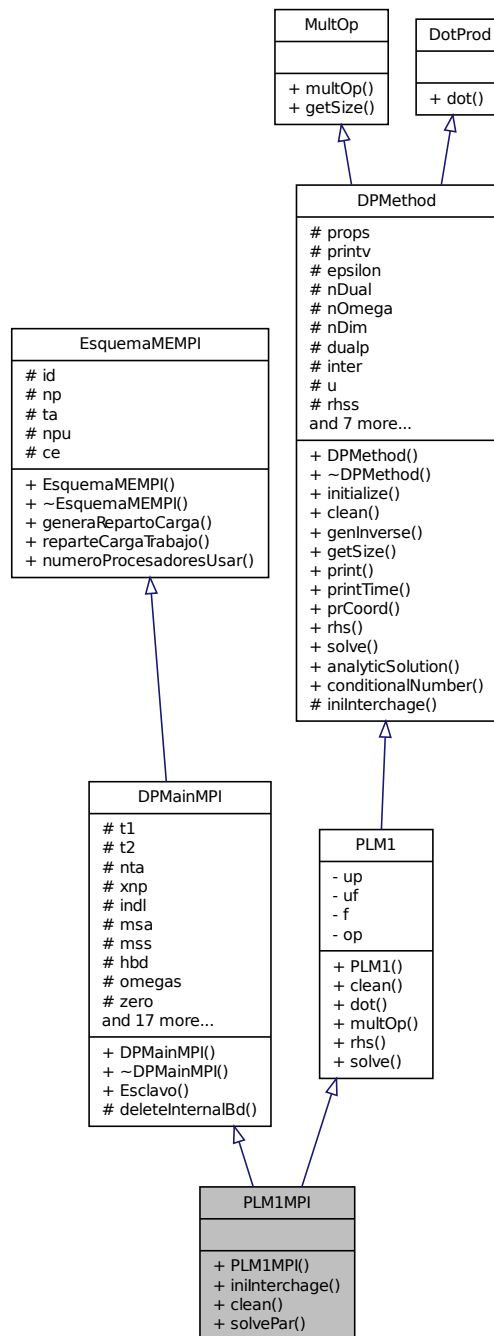 MultOp
+ multOp()
+ getSize()
DotProd
+ dot()
DPMethod
# props
# printv
# epsilon
# nDual
# nOmega
# nDim
# dualp
# inter
# u
# rhss
and 7 more...
+ DPMethod()
+ ~DPMethod()
+ initialize()
+ clean()
+ genInverse()
+ getSize()
+ print()
+ printTime()
+ prCoord()
+ rhs()
+ solve()
+ analyticSolution()
+ conditionalNumber()
# iniInterchage()
EsquemaMEMPI
# id
# np
# ta
# npu
# ce
+ EsquemaMEMPI()
+ ~EsquemaMEMPI()
+ generaRepartoCarga()
+ reparteCargaTrabajo()
+ numeroProcesadoresUsar()
DPMainMPI
# t1
# t2
# nta
# xnp
# indl
# msa
# mss
# hbd
# omegas
# zero
and 17 more...
+ DPMainMPI()
+ ~DPMainMPI()
+ Esclavo()
# deleteInternalBd()
PLM1
- up
- uf
- f
- op
+ PLM1()
+ clean()
+ dot()
+ multOp()
+ rhs()
+ solve()
PLM1MPI
+ PLM1MPI()
+ iniInterchage()
+ clean()
+ solvePar()